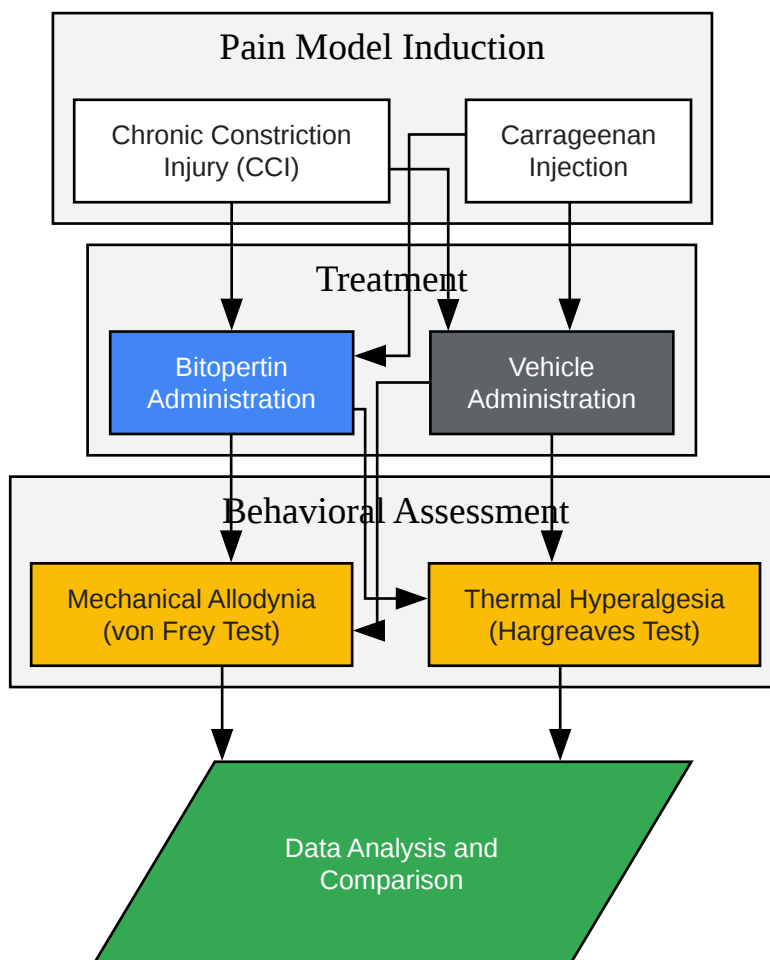 Pain Model Induction
Chronic Constriction
Injury (CCI)
Carrageenan
Injection
Treatment
Bitopertin
Administration
Vehicle
Administration
Behavioral Assessment
Mechanical Allodynia
(von Frey Test)
Thermal Hyperalgesia
(Hargreaves Test)
Data Analysis and
Comparison